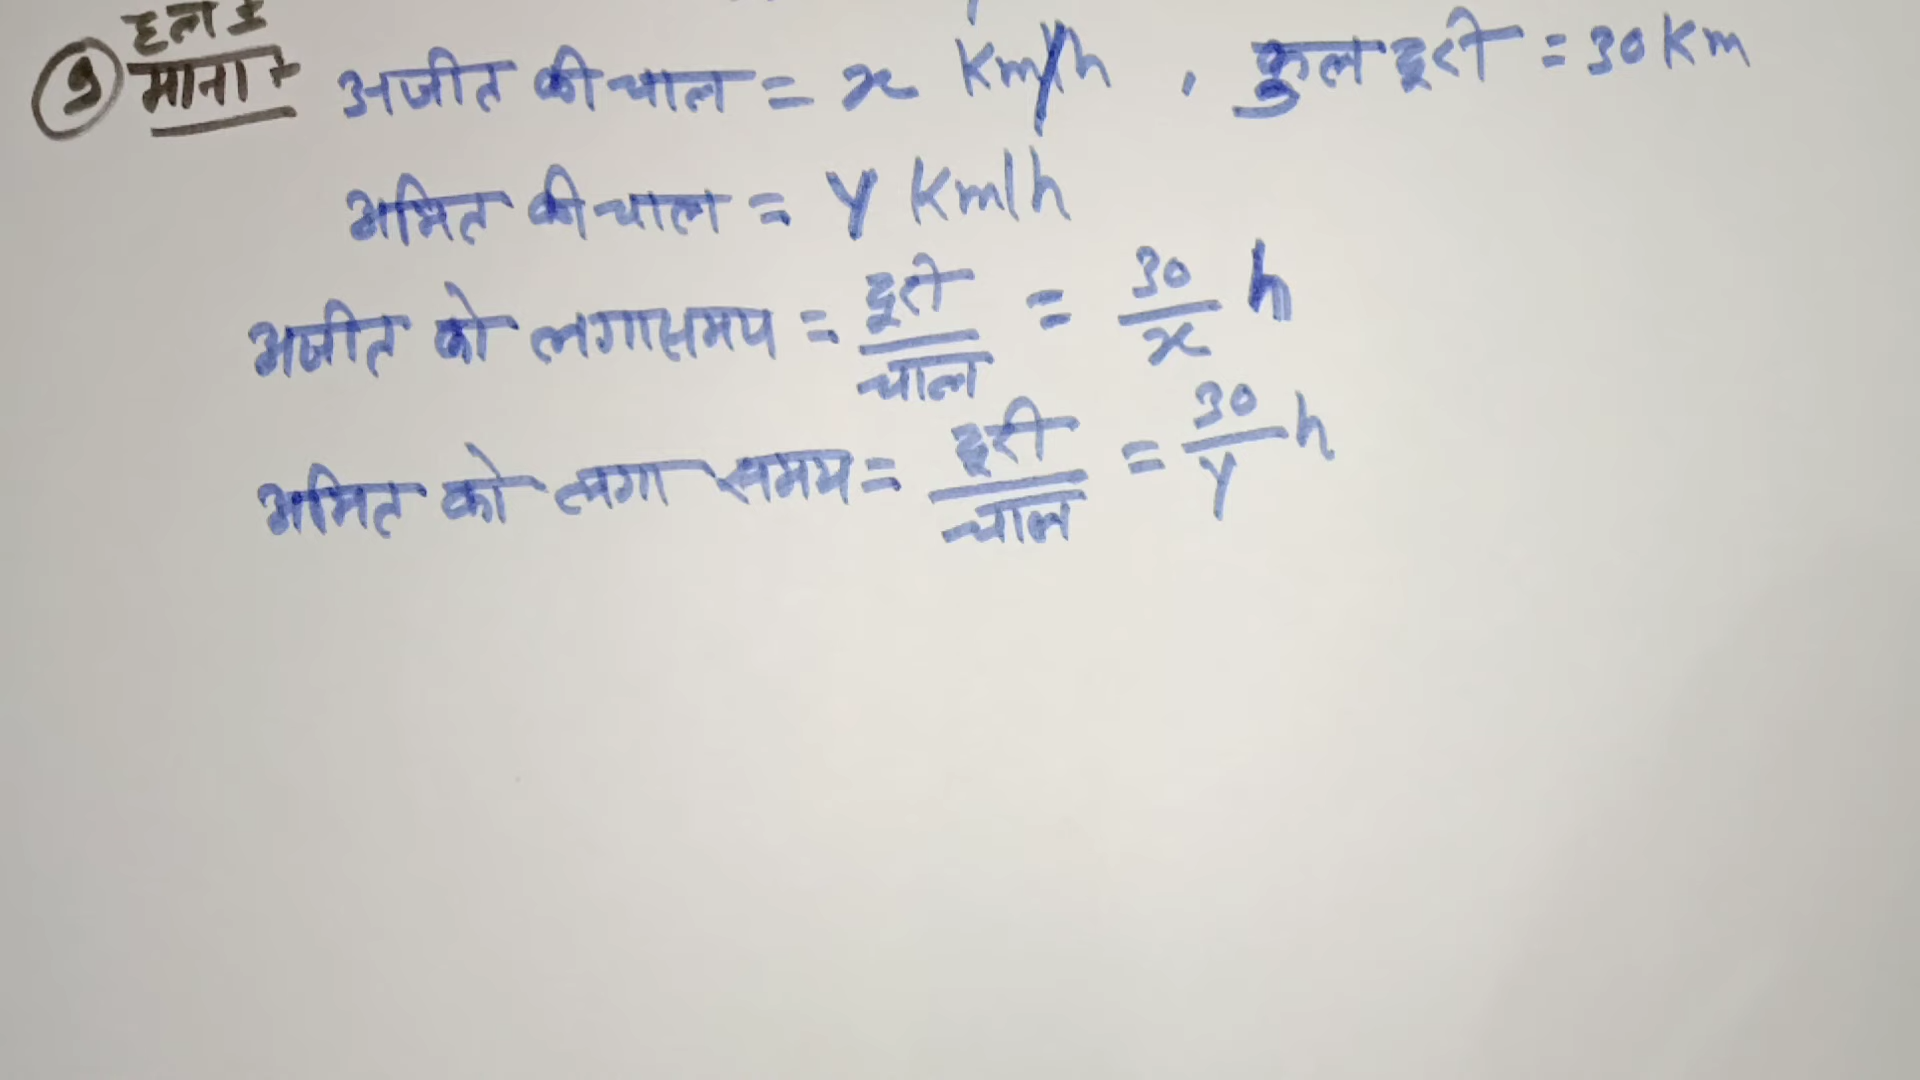 हल :-
③ माना → अजीत की चाल = x Km/h , कुल दूरी = 30 Km
अमित की चाल = y Km/h
अजीत को लगा समय = दूरी / चाल = 30 / x h
अमित को लगा समय = दूरी / चाल = 30 / y h